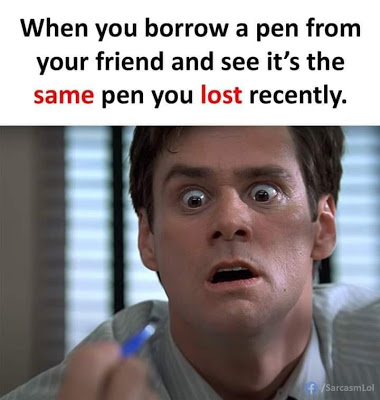 When you borrow a pen from
your friend and see it's the
same pen you lost recently.
f /SarcasmLol